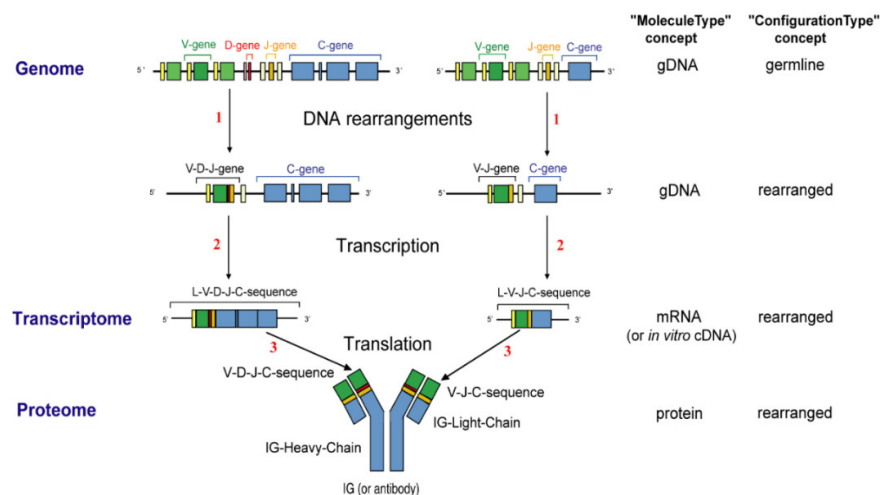 "MoleculeType" "ConfigurationType"
concept concept
V-gene D-gene J-gene C-gene V-gene J-gene C-gene
Genome 5' 3' 5' 3' gDNA germline
1 DNA rearrangements 1
V-D-J-gene C-gene V-J-gene C-gene
5' 3' 5' 3' gDNA rearranged
2 Transcription 2
L-V-D-J-C-sequence L-V-J-C-sequence
Transcriptome 5' 3' 5' 3' mRNA rearranged
(or in vitro cDNA)
3 Translation 3
V-D-J-C-sequence V-J-C-sequence
Proteome IG-Light-Chain protein rearranged
IG-Heavy-Chain
IG (or antibody)